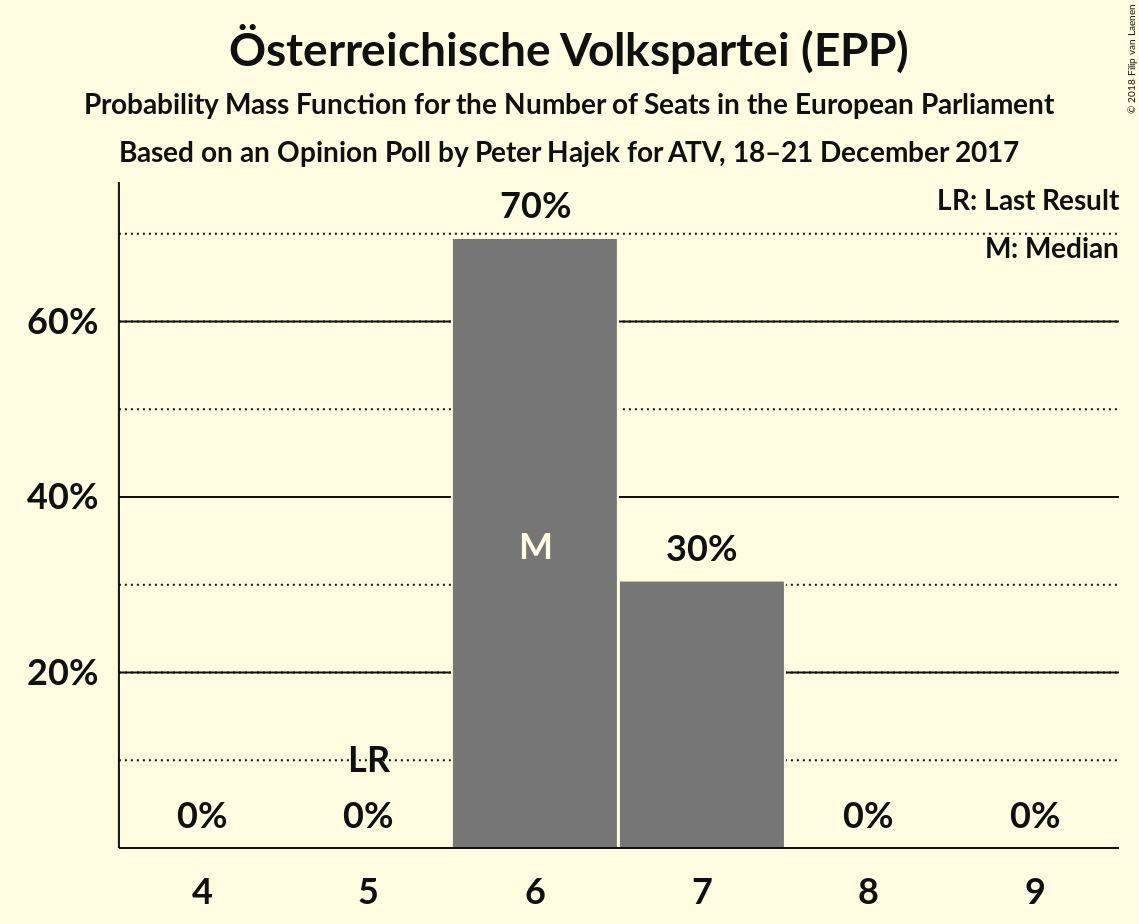 Österreichische Volkspartei (EPP)
Probability Mass Function for the Number of Seats in the European Parliament
Based on an Opinion Poll by Peter Hajek for ATV, 18–21 December 2017
© 2018 Filip van Laenen
LR: Last Result
M: Median
70%
60%
40%
M
30%
20%
LR
0% 0% 0% 0%
4 5 6 7 8 9